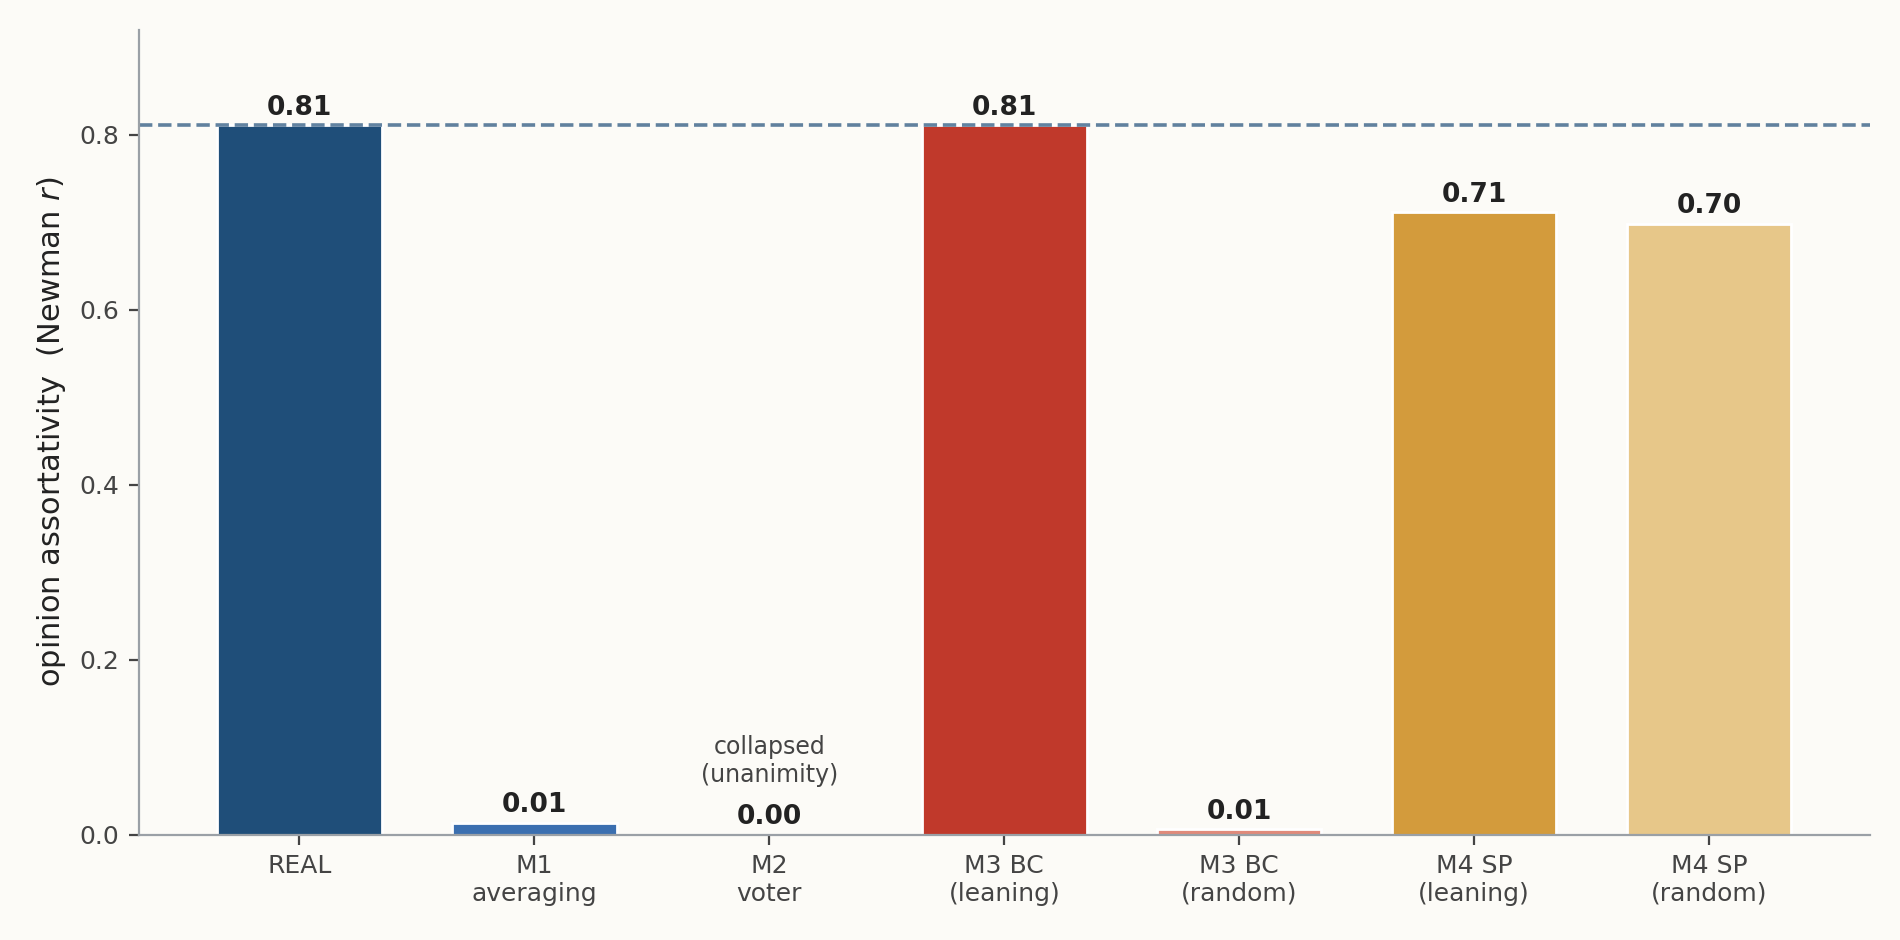 opinion assortativity (Newman r)
0.8
0.6
0.4
0.2
0.0
0.81
0.01
collapsed
(unanimity)
0.00
0.81
0.01
0.71
0.70
REAL
M1
averaging
M2
voter
M3 BC
(leaning)
M3 BC
(random)
M4 SP
(leaning)
M4 SP
(random)